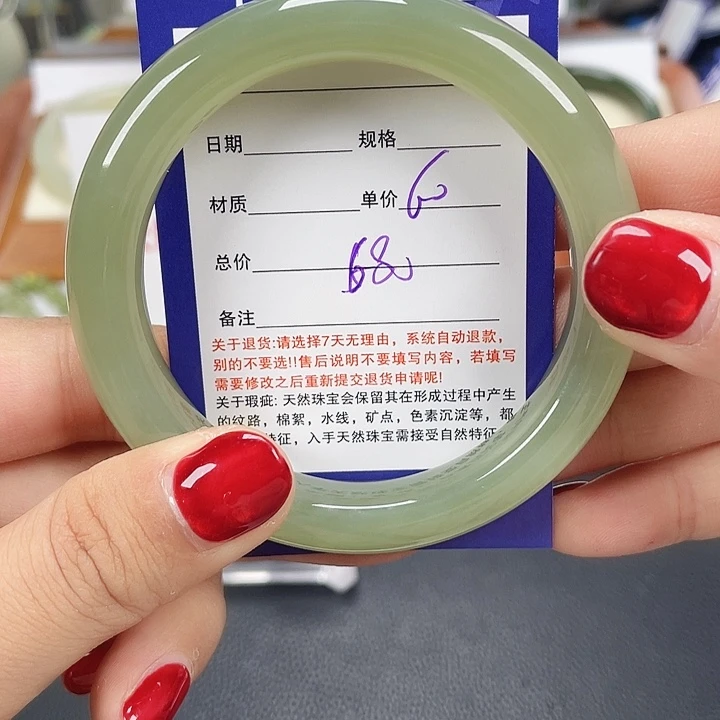 日期 规格
材质 单价 60
总价 680
备注
关于退货:请选择7天无理由，系统自动退款，
别的不要选!!售后说明不要填写内容，若填写
需要修改之后重新提交退货申请呢!
关于瑕疵: 天然珠宝会保留其在形成过程中产生
的纹路，棉絮，水线，矿点，色素沉淀等，都
特征，入手天然珠宝需接受自然特征